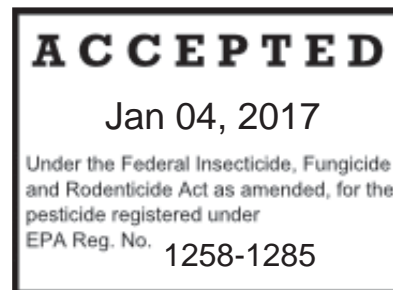 ACCEPTED
Jan 04, 2017
Under the Federal Insecticide, Fungicide
and Rodenticide Act as amended, for the
pesticide registered under
EPA Reg. No. 1258-1285